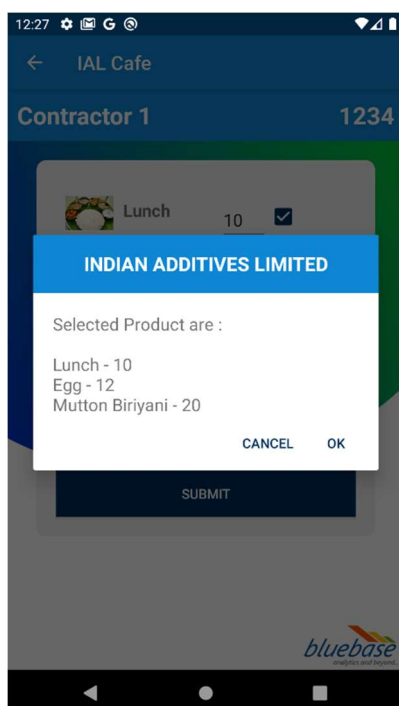 12:27
IAL Cafe
Contractor 1 1234
Lunch 10
INDIAN ADDITIVES LIMITED
Selected Product are :
Lunch - 10
Egg - 12
Mutton Biriyani - 20
CANCEL OK
SUBMIT
bluebase
analytics and beyond..